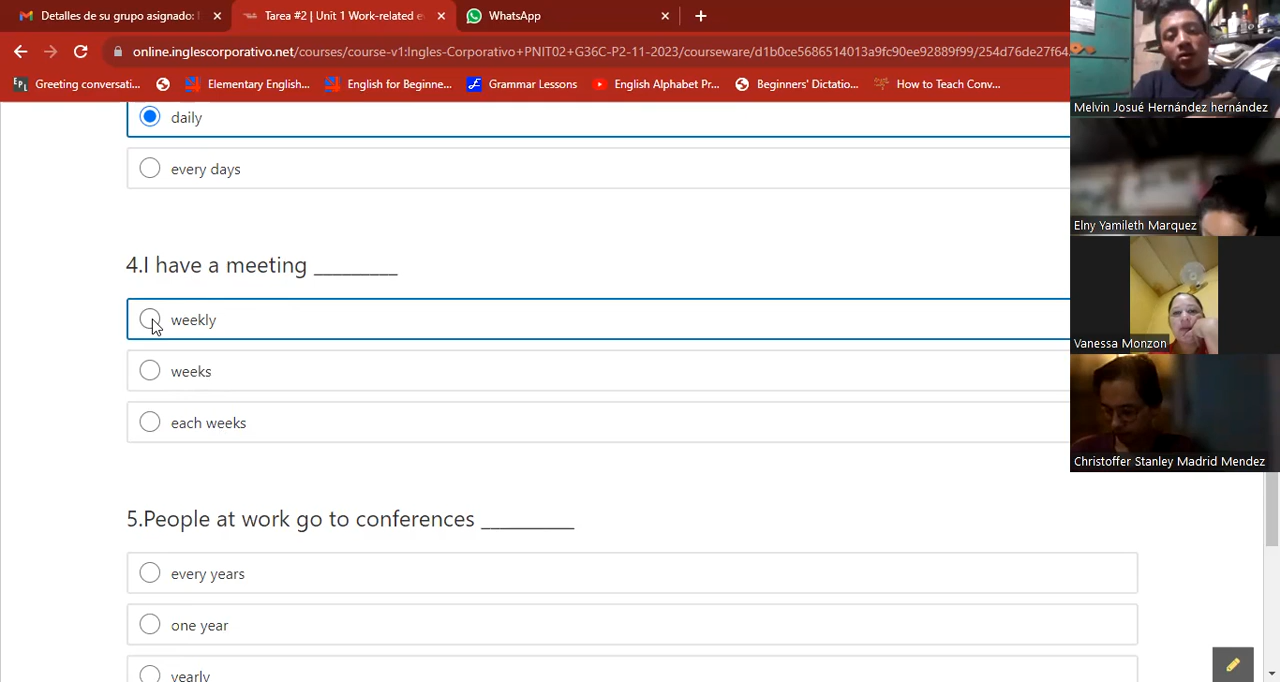 Detalles de su grupo asignado:
Tarea #2 | Unit 1 Work-related e
WhatsApp
online.inglescorporativo.net/courses/course-v1:Ingles-Corporativo+PNIT02+G36C-P2-11-2023/courseware/d1b0ce5686514013a9fc90ee92889f99/254d76de27f64
Greeting conversati...
Elementary English...
English for Beginne...
Grammar Lessons
English Alphabet Pr...
Beginners' Dictatio...
How to Teach Conv...
daily
every days
4.I have a meeting _________
weekly
weeks
each weeks
5.People at work go to conferences __________
every years
one year
yearly
Melvin Josué Hernández hernández
Elny Yamileth Marquez
Vanessa Monzon
Christoffer Stanley Madrid Mendez